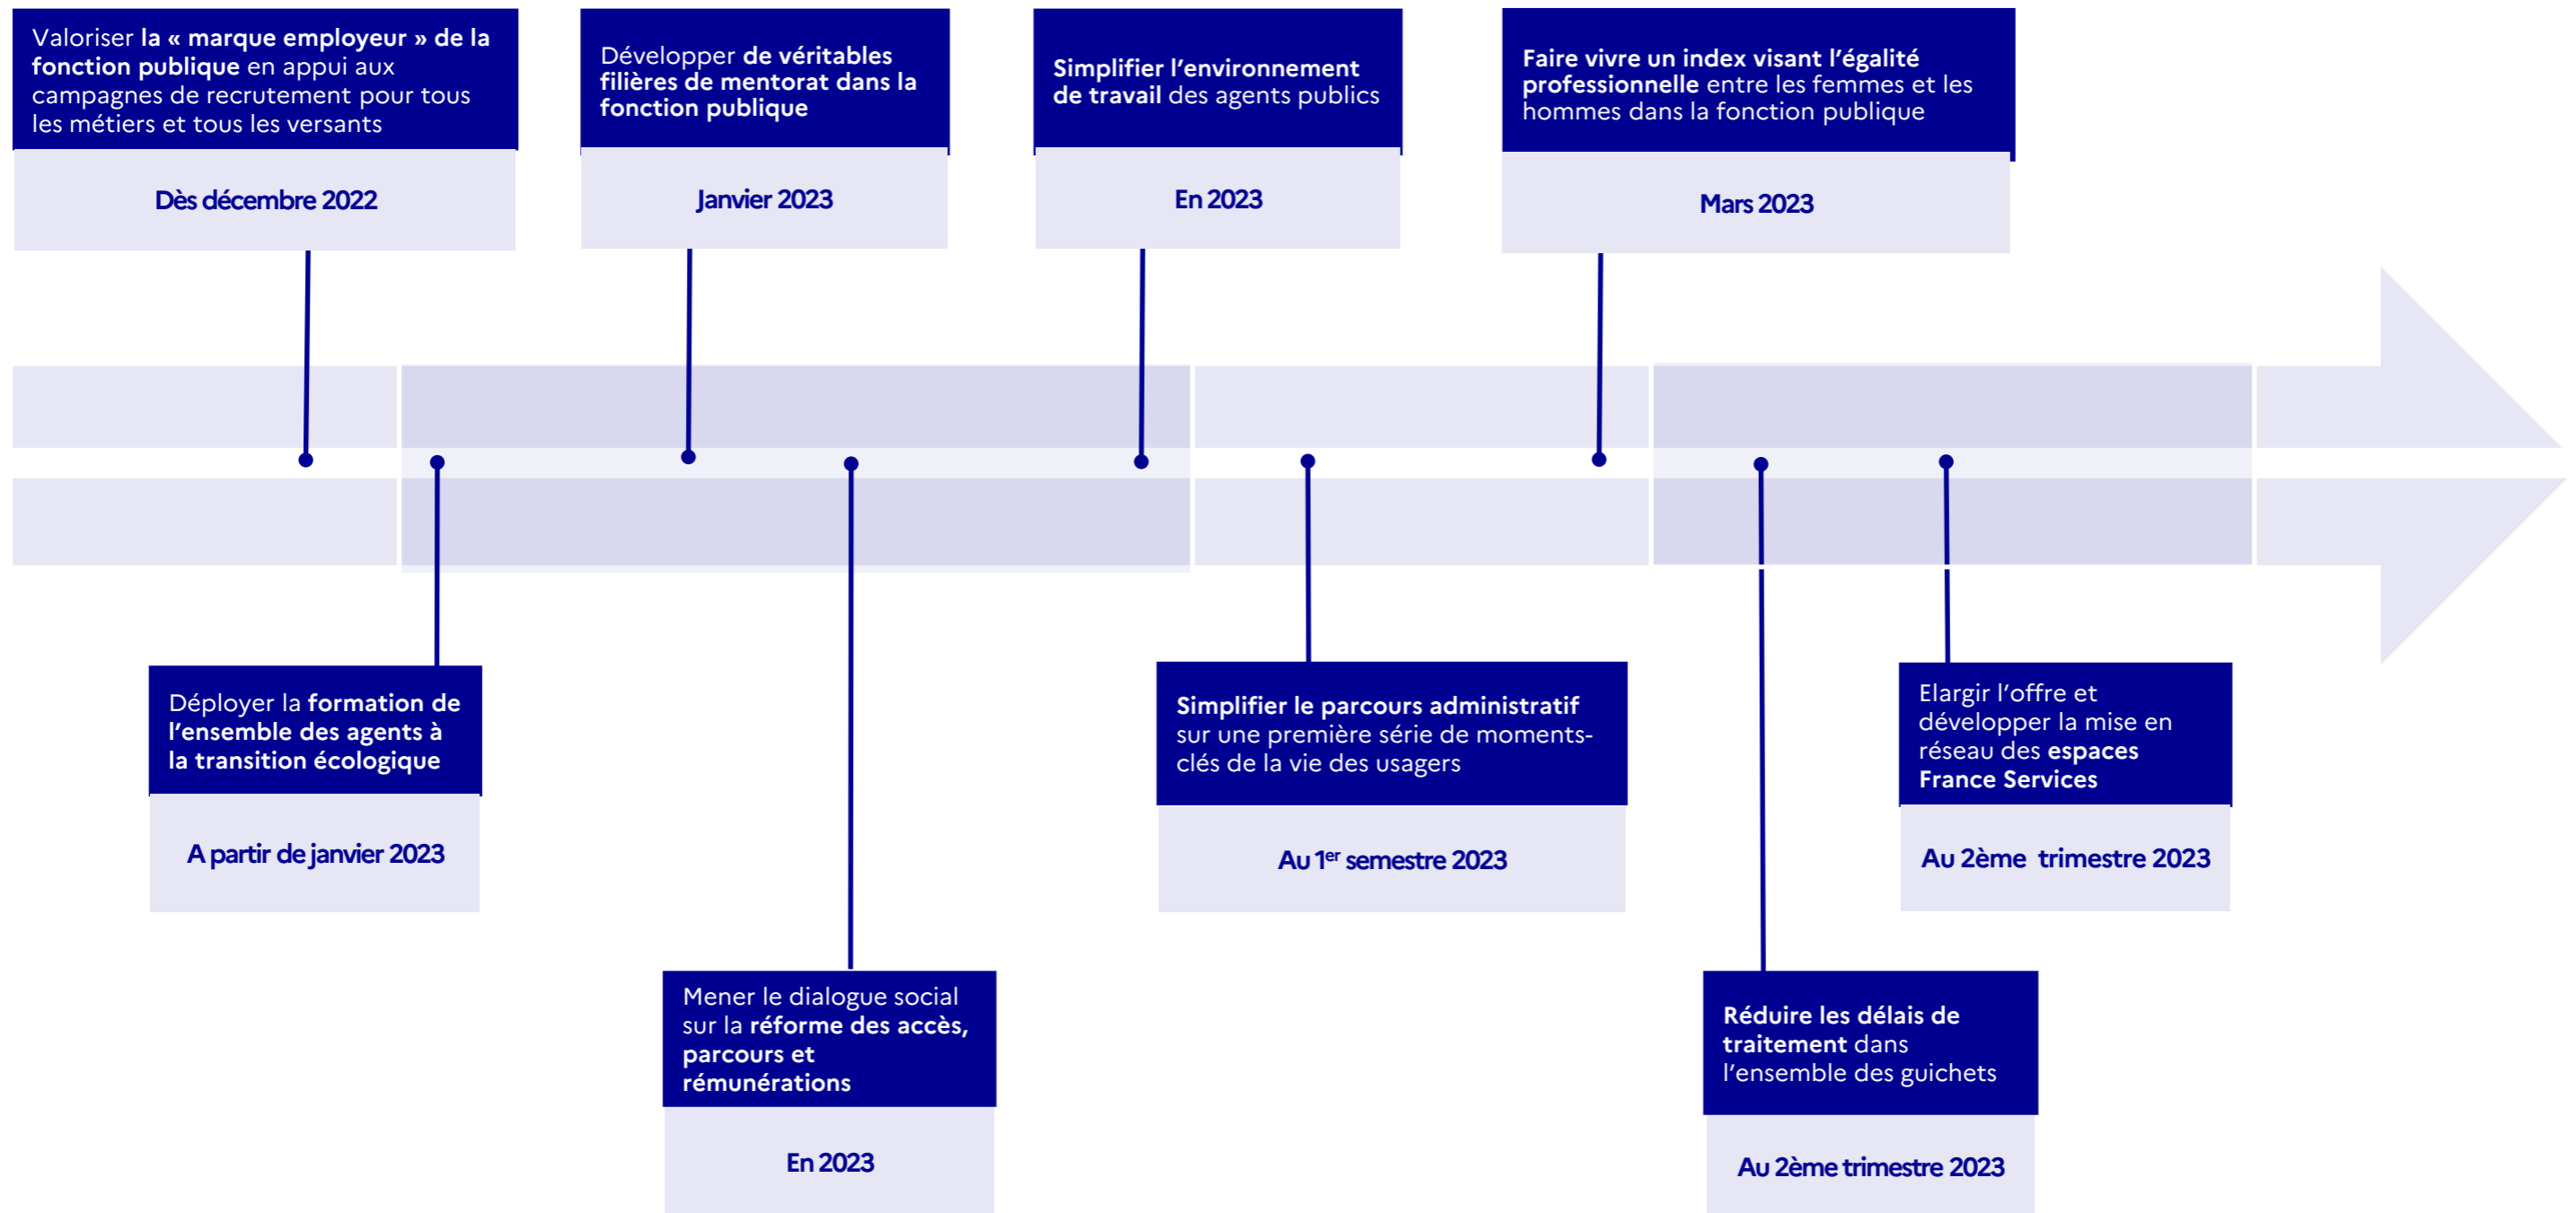 Valoriser la « marque employeur » de la
fonction publique en appui aux
campagnes de recrutement pour tous
les métiers et tous les versants
Dès décembre 2022
Développer de véritables
filières de mentorat dans la
fonction publique
Janvier 2023
Simplifier l’environnement
de travail des agents publics
En 2023
Faire vivre un index visant l’égalité
professionnelle entre les femmes et les
hommes dans la fonction publique
Mars 2023
Déployer la formation de
l’ensemble des agents à
la transition écologique
A partir de janvier 2023
Mener le dialogue social
sur la réforme des accès,
parcours et
rémunérations
En 2023
Simplifier le parcours administratif
sur une première série de moments-
clés de la vie des usagers
Au 1er semestre 2023
Réduire les délais de
traitement dans
l’ensemble des guichets
Au 2ème trimestre 2023
Elargir l’offre et
développer la mise en
réseau des espaces
France Services
Au 2ème trimestre 2023